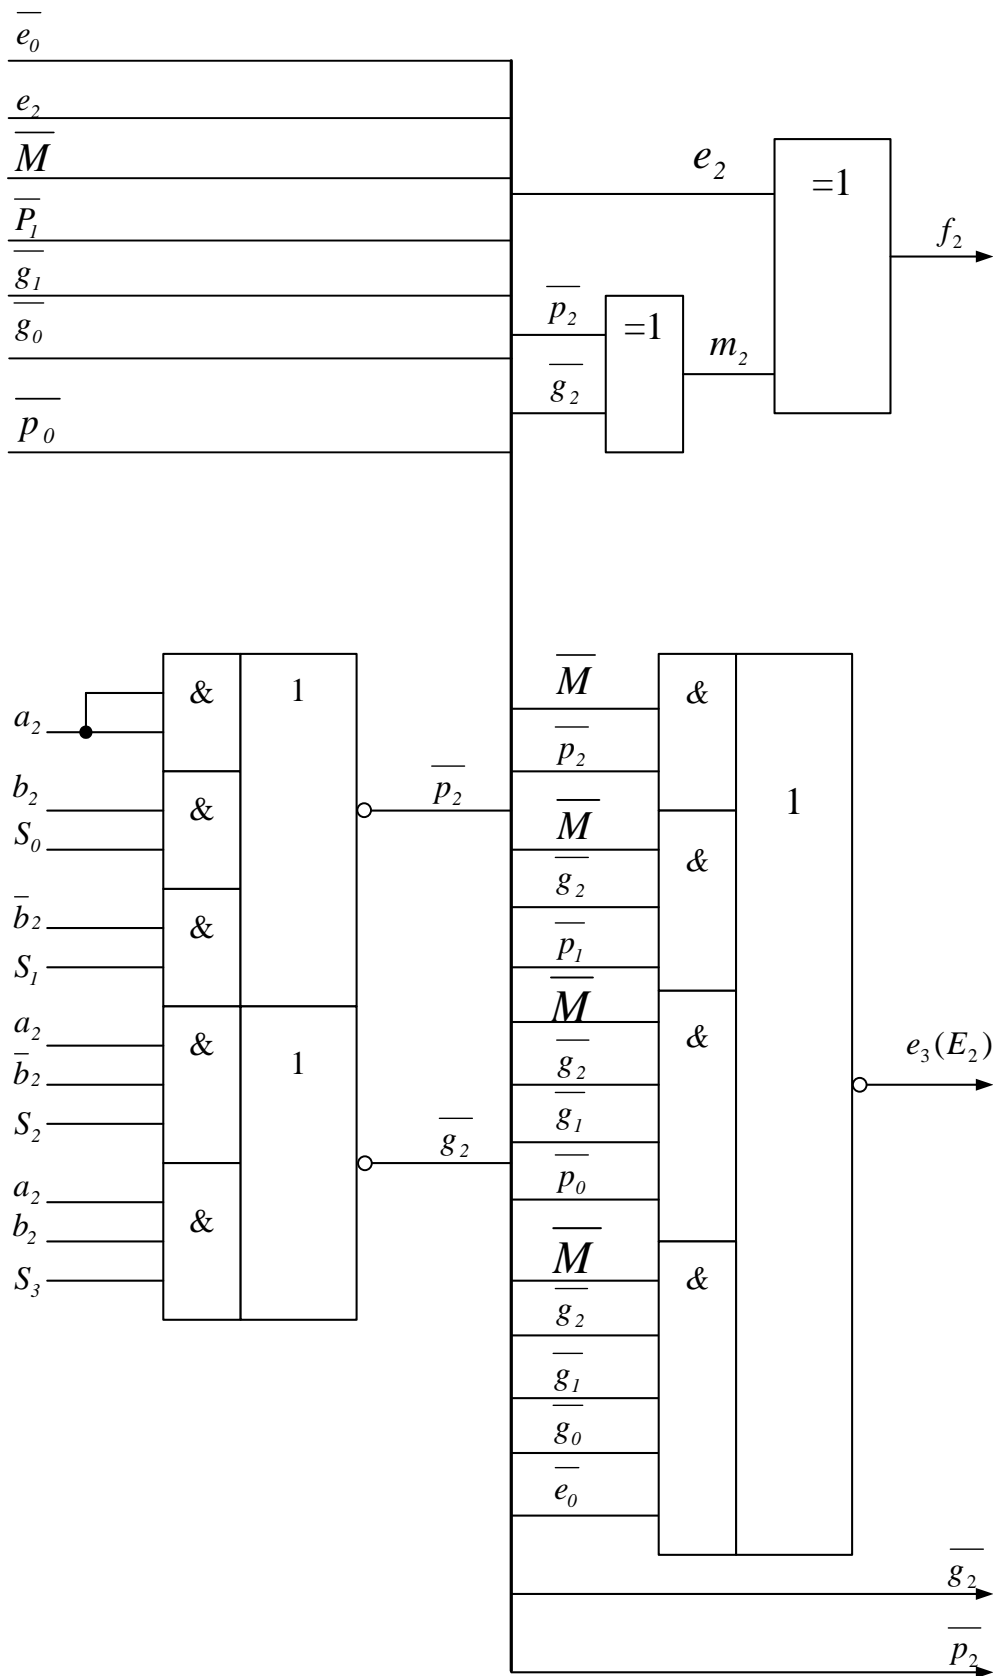 e̅₀
e₂
M̅
P̅₁
g̅₁
g̅₀
p̅₀
e₂
=1
f₂
p̅₂
=1
m₂
g̅₂
a₂
&
1
b₂
&
S₀
p̅₂
b̅₂
&
S₁
a₂
&
1
b̅₂
S₂
g̅₂
a₂
&
b₂
S₃
M̅
&
1
p̅₂
M̅
&
g̅₂
p̅₁
M̅
&
g̅₂
g̅₁
p̅₀
M̅
&
g̅₂
g̅₁
g̅₀
e̅₀
e₃(E₂)
g̅₂
p̅₂